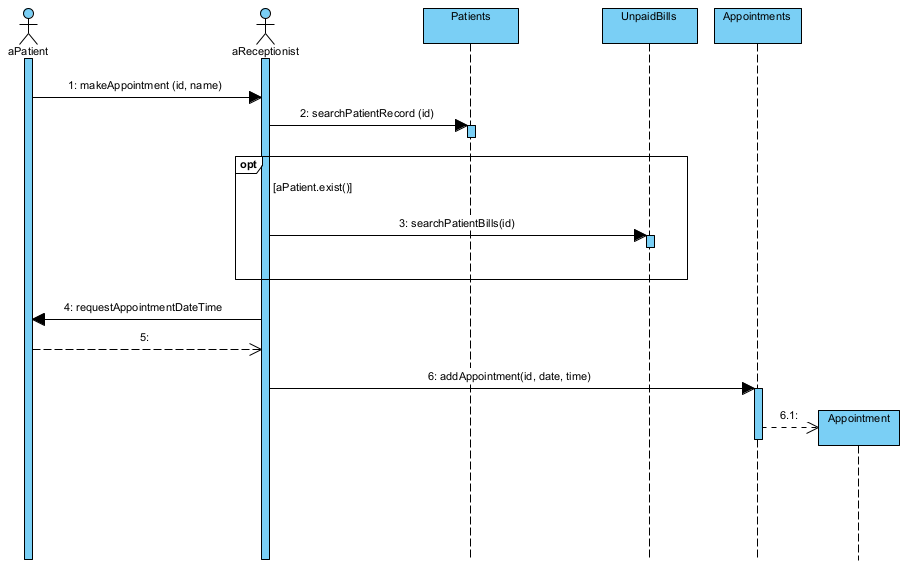 Patients
UnpaidBills
Appointments
aPatient
aReceptionist
1: makeAppointment (id, name)
2: searchPatientRecord (id)
opt
[aPatient.exist()]
3: searchPatientBills(id)
4: requestAppointmentDateTime
5:
6: addAppointment(id, date, time)
6.1:
Appointment